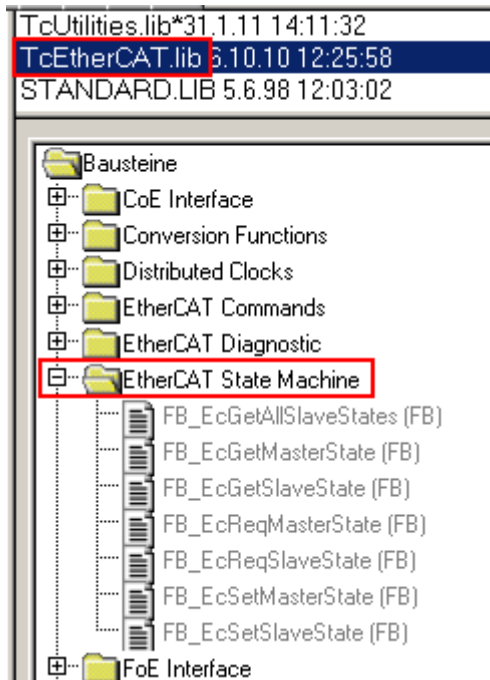 TcUtilities.lib*31.1.11 14:11:32
TcEtherCAT.lib 6.10.10 12:25:58
STANDARD.LIB 5.6.98 12:03:02
Bausteine
CoE Interface
Conversion Functions
Distributed Clocks
EtherCAT Commands
EtherCAT Diagnostic
EtherCAT State Machine
FB_EcGetAllSlaveStates (FB)
FB_EcGetMasterState (FB)
FB_EcGetSlaveState (FB)
FB_EcReqMasterState (FB)
FB_EcReqSlaveState (FB)
FB_EcSetMasterState (FB)
FB_EcSetSlaveState (FB)
FoE Interface